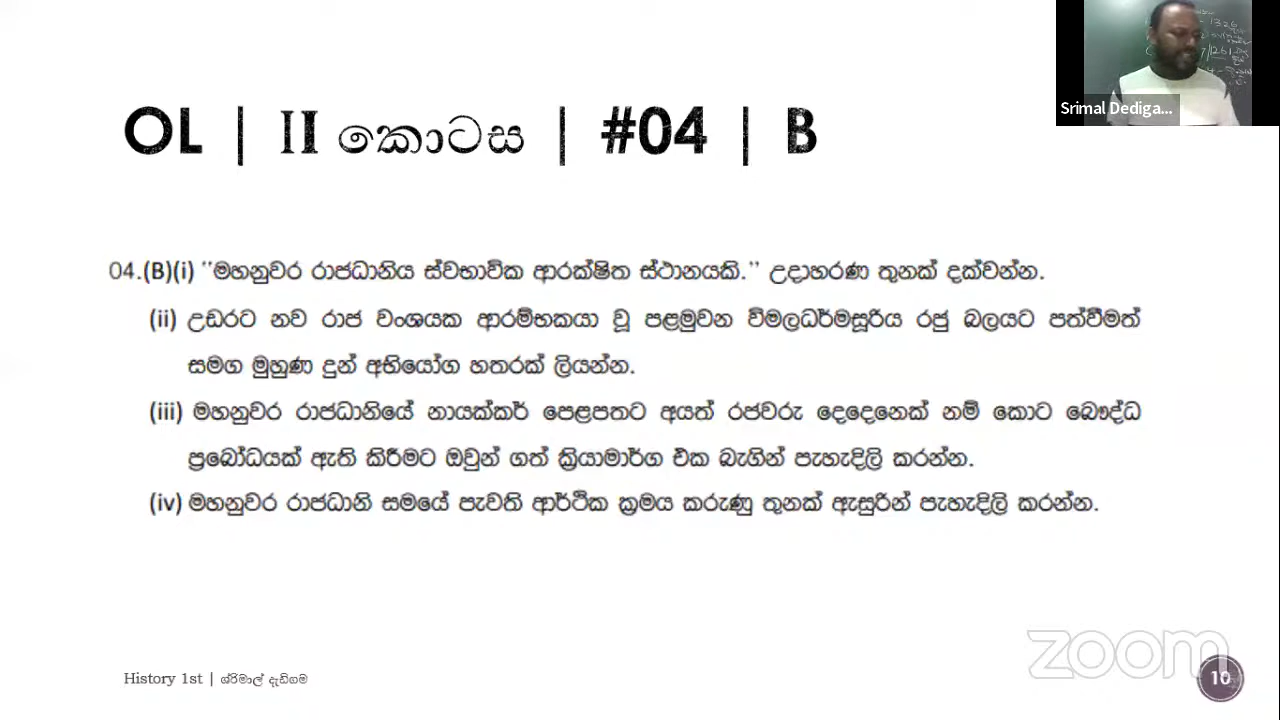 1326
Srimal Dediga...
OL | II කොටස | #04 | B
04.(B)(i) ''මහනුවර රාජධානිය ස්වභාවික ආරක්ෂිත ස්ථානයකි.'' උදාහරණ තුනක් දක්වන්න.
(ii) උඩරට නව රාජ වංශයක ආරම්භකයා වූ පළමුවන විමලධර්මසූරිය රජු බලයට පත්වීමත්
සමග මුහුණ දුන් අභියෝග හතරක් ලියන්න.
(iii) මහනුවර රාජධානියේ නායක්කර් පෙළපතට අයත් රජවරු දෙදෙනෙක් නම් කොට බෞද්ධ
ප්‍රබෝධයක් ඇති කිරීමට ඔවුන් ගත් ක්‍රියාමාර්ග එක බැගින් පැහැදිලි කරන්න.
(iv) මහනුවර රාජධානි සමයේ පැවති ආර්ථික ක්‍රමය කරුණු තුනක් ඇසුරින් පැහැදිලි කරන්න.
zoom
History 1st | ශ්රිමාල් දැඩිගම
10